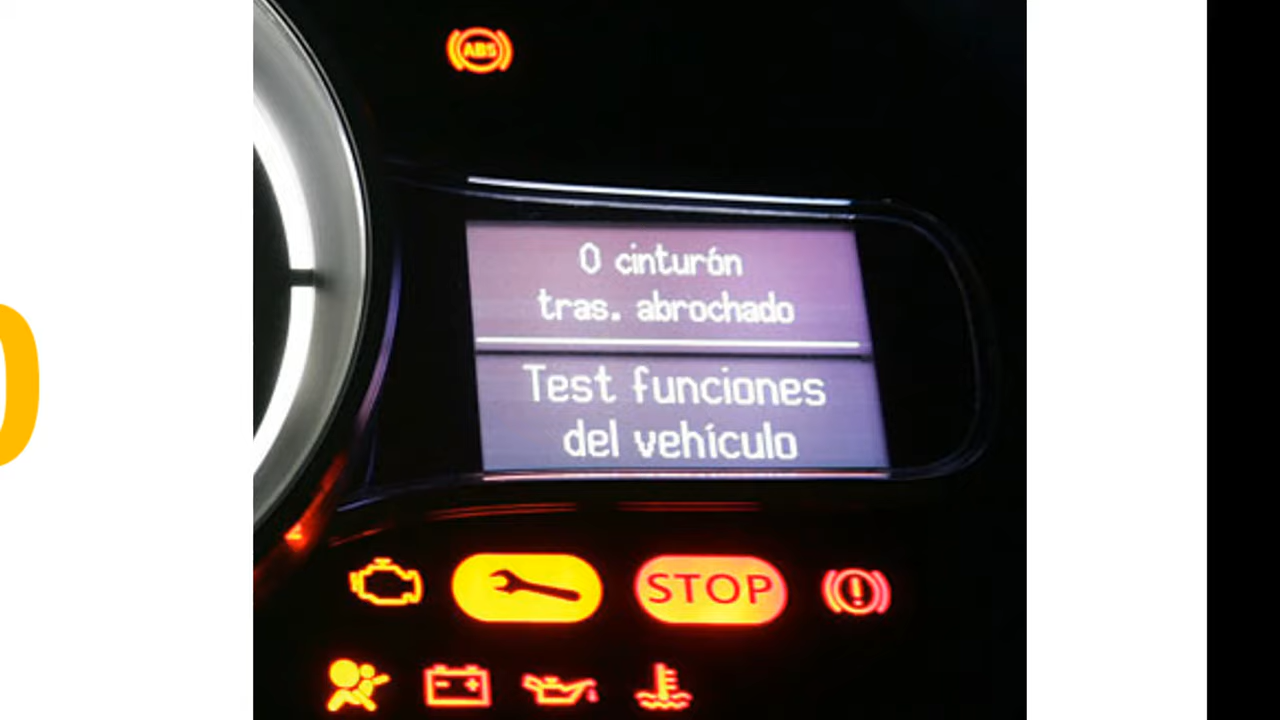 ABS
0 cinturón
tras. abrochado
Test funciones
del vehículo
STOP